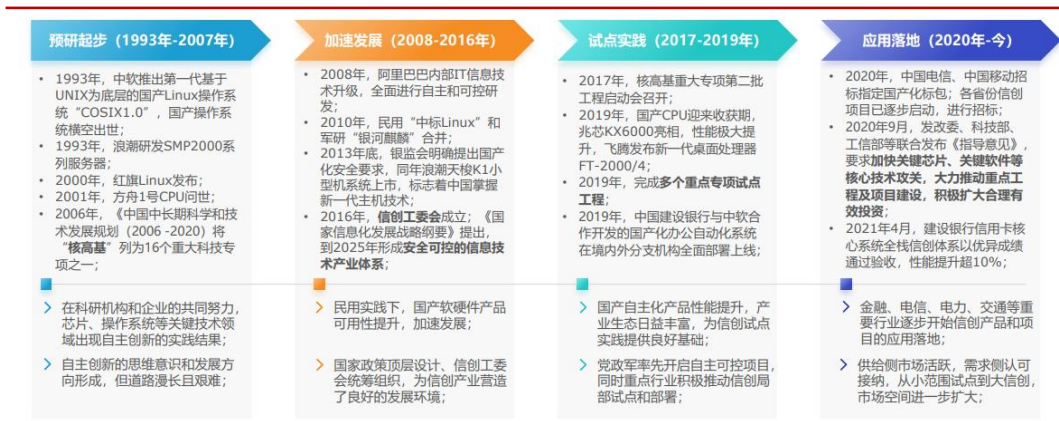 预研起步（1993年-2007年）
• 1993年，中软推出第一代基于
UNIX为底层的国产Linux操作系
统“COSIX1.0”，国产操作系
统横空出世；
• 1993年，浪潮研发SMP2000系
列服务器；
• 2000年，红旗Linux发布；
• 2001年，方舟1号CPU问世；
• 2006年，《中国中长期科学和技
术发展规划（2006 -2020）将
“核高基”列为16个重大科技专
项之一；
在科研机构和企业的共同努力，
芯片、操作系统等关键技术领
域出现自主创新的实践结果；
自主创新的思维意识和发展方
向形成，但道路漫长且艰难；
加速发展（2008-2016年）
• 2008年，阿里巴巴内部IT信息技
术升级，全面进行自主和可控研
发；
• 2010年，民用“中标Linux”和
军研“银河麒麟”合并；
• 2013年底，银监会明确提出国产
化安全要求，同年浪潮天梭K1小
型机系统上市，标志着中国掌握
新一代主机技术；
• 2016年，信创工委会成立；《国
家信息化发展战略纲要》提出，
到2025年形成安全可控的信息技
术产业体系；
民用实践下，国产软硬件产品
可用性提升，加速发展；
国家政策顶层设计、信创工委
会统筹组织，为信创产业营造
了良好的发展环境；
试点实践（2017-2019年）
• 2017年，核高基重大专项第二批
工程启动会召开；
• 2019年，国产CPU迎来收获期，
兆芯KX6000亮相，性能极大提
升，飞腾发布新一代桌面处理器
FT-2000/4；
• 2019年，完成多个重点专项试点
工程；
• 2019年，中国建设银行与中软合
作开发的国产化办公自动化系统
在境内外分支机构全面部署上线；
国产自主化产品性能提升，产
业生态日益丰富，为信创试点
实践提供良好基础；
党政军率先开启自主可控项目，
同时重点行业积极推动信创局
部试点和部署；
应用落地（2020年-今）
• 2020年，中国电信、中国移动招
标指定国产化标包；各省份信创
项目已逐步启动，进行招标；
• 2020年9月，发改委、科技部、
工信部等联合发布《指导意见》，
要求加快关键芯片、关键软件等
核心技术攻关，大力推动重点工
程及项目建设，积极扩大合理有
效投资；
• 2021年4月，建设银行信用卡核
心系统全栈信创体系以优异成绩
通过验收，性能提升超10%；
金融、电信、电力、交通等重
要行业逐步开始信创产品和项
目的应用落地；
供给侧市场活跃，需求侧认可
接纳，从小范围试点到大信创，
市场空间进一步扩大；